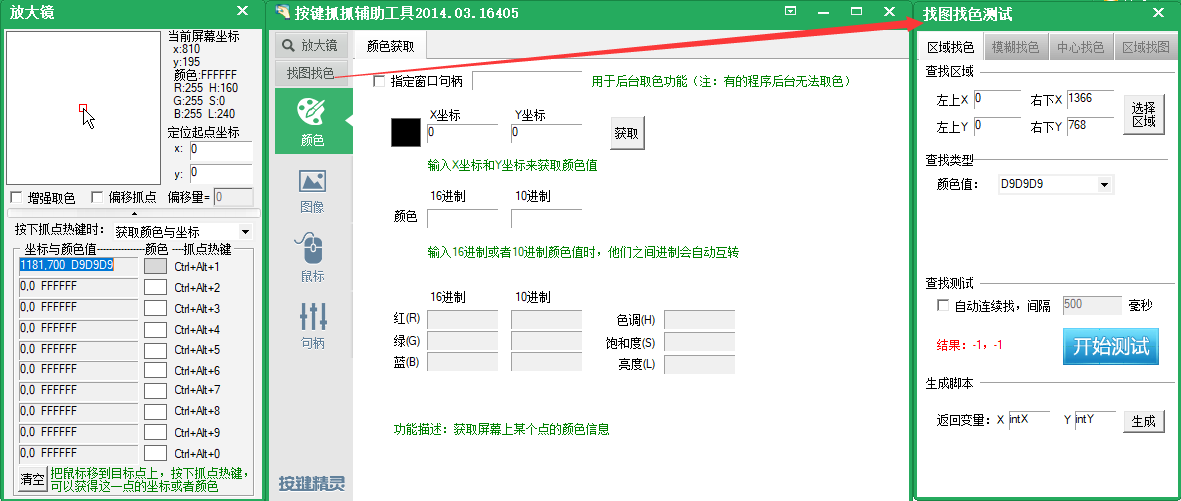 放大镜
当前屏幕坐标
x:810
y:195
颜色:FFFFFF
R:255 H:160
G:255 S:0
B:255 L:240
定位起点坐标
x: 0
y: 0
增强取色 偏移抓点 偏移量= 0
按下抓点热键时: 获取颜色与坐标
坐标与颜色值 颜色 抓点热键
1181,700 D9D9D9 Ctrl+Alt+1
0,0 FFFFFF Ctrl+Alt+2
0,0 FFFFFF Ctrl+Alt+3
0,0 FFFFFF Ctrl+Alt+4
0,0 FFFFFF Ctrl+Alt+5
0,0 FFFFFF Ctrl+Alt+6
0,0 FFFFFF Ctrl+Alt+7
0,0 FFFFFF Ctrl+Alt+8
0,0 FFFFFF Ctrl+Alt+9
0,0 FFFFFF Ctrl+Alt+0
清空
把鼠标移到目标点上，按下抓点热键，
可以获得这一点的坐标或者颜色
按键抓抓辅助工具2014.03.16405
放大镜
找图找色
颜色
图像
鼠标
句柄
按键精灵
颜色获取
指定窗口句柄 用于后台取色功能（注：有的程序后台无法取色）
X坐标 Y坐标
0 0 获取
输入X坐标和Y坐标来获取颜色值
16进制 10进制
颜色
输入16进制或者10进制颜色值时，他们之间进制会自动互转
16进制 10进制
红(R) 色调(H)
绿(G) 饱和度(S)
蓝(B) 亮度(L)
功能描述：获取屏幕上某个点的颜色信息
找图找色测试
区域找色 模糊找色 中心找色 区域找图
查找区域
左上X 0 右下X 1366
左上Y 0 右下Y 768
选择
区域
查找类型
颜色值: D9D9D9
查找测试
自动连续找，间隔 500 毫秒
结果：-1，-1 开始测试
生成脚本
返回变量：X intX Y intY 生成